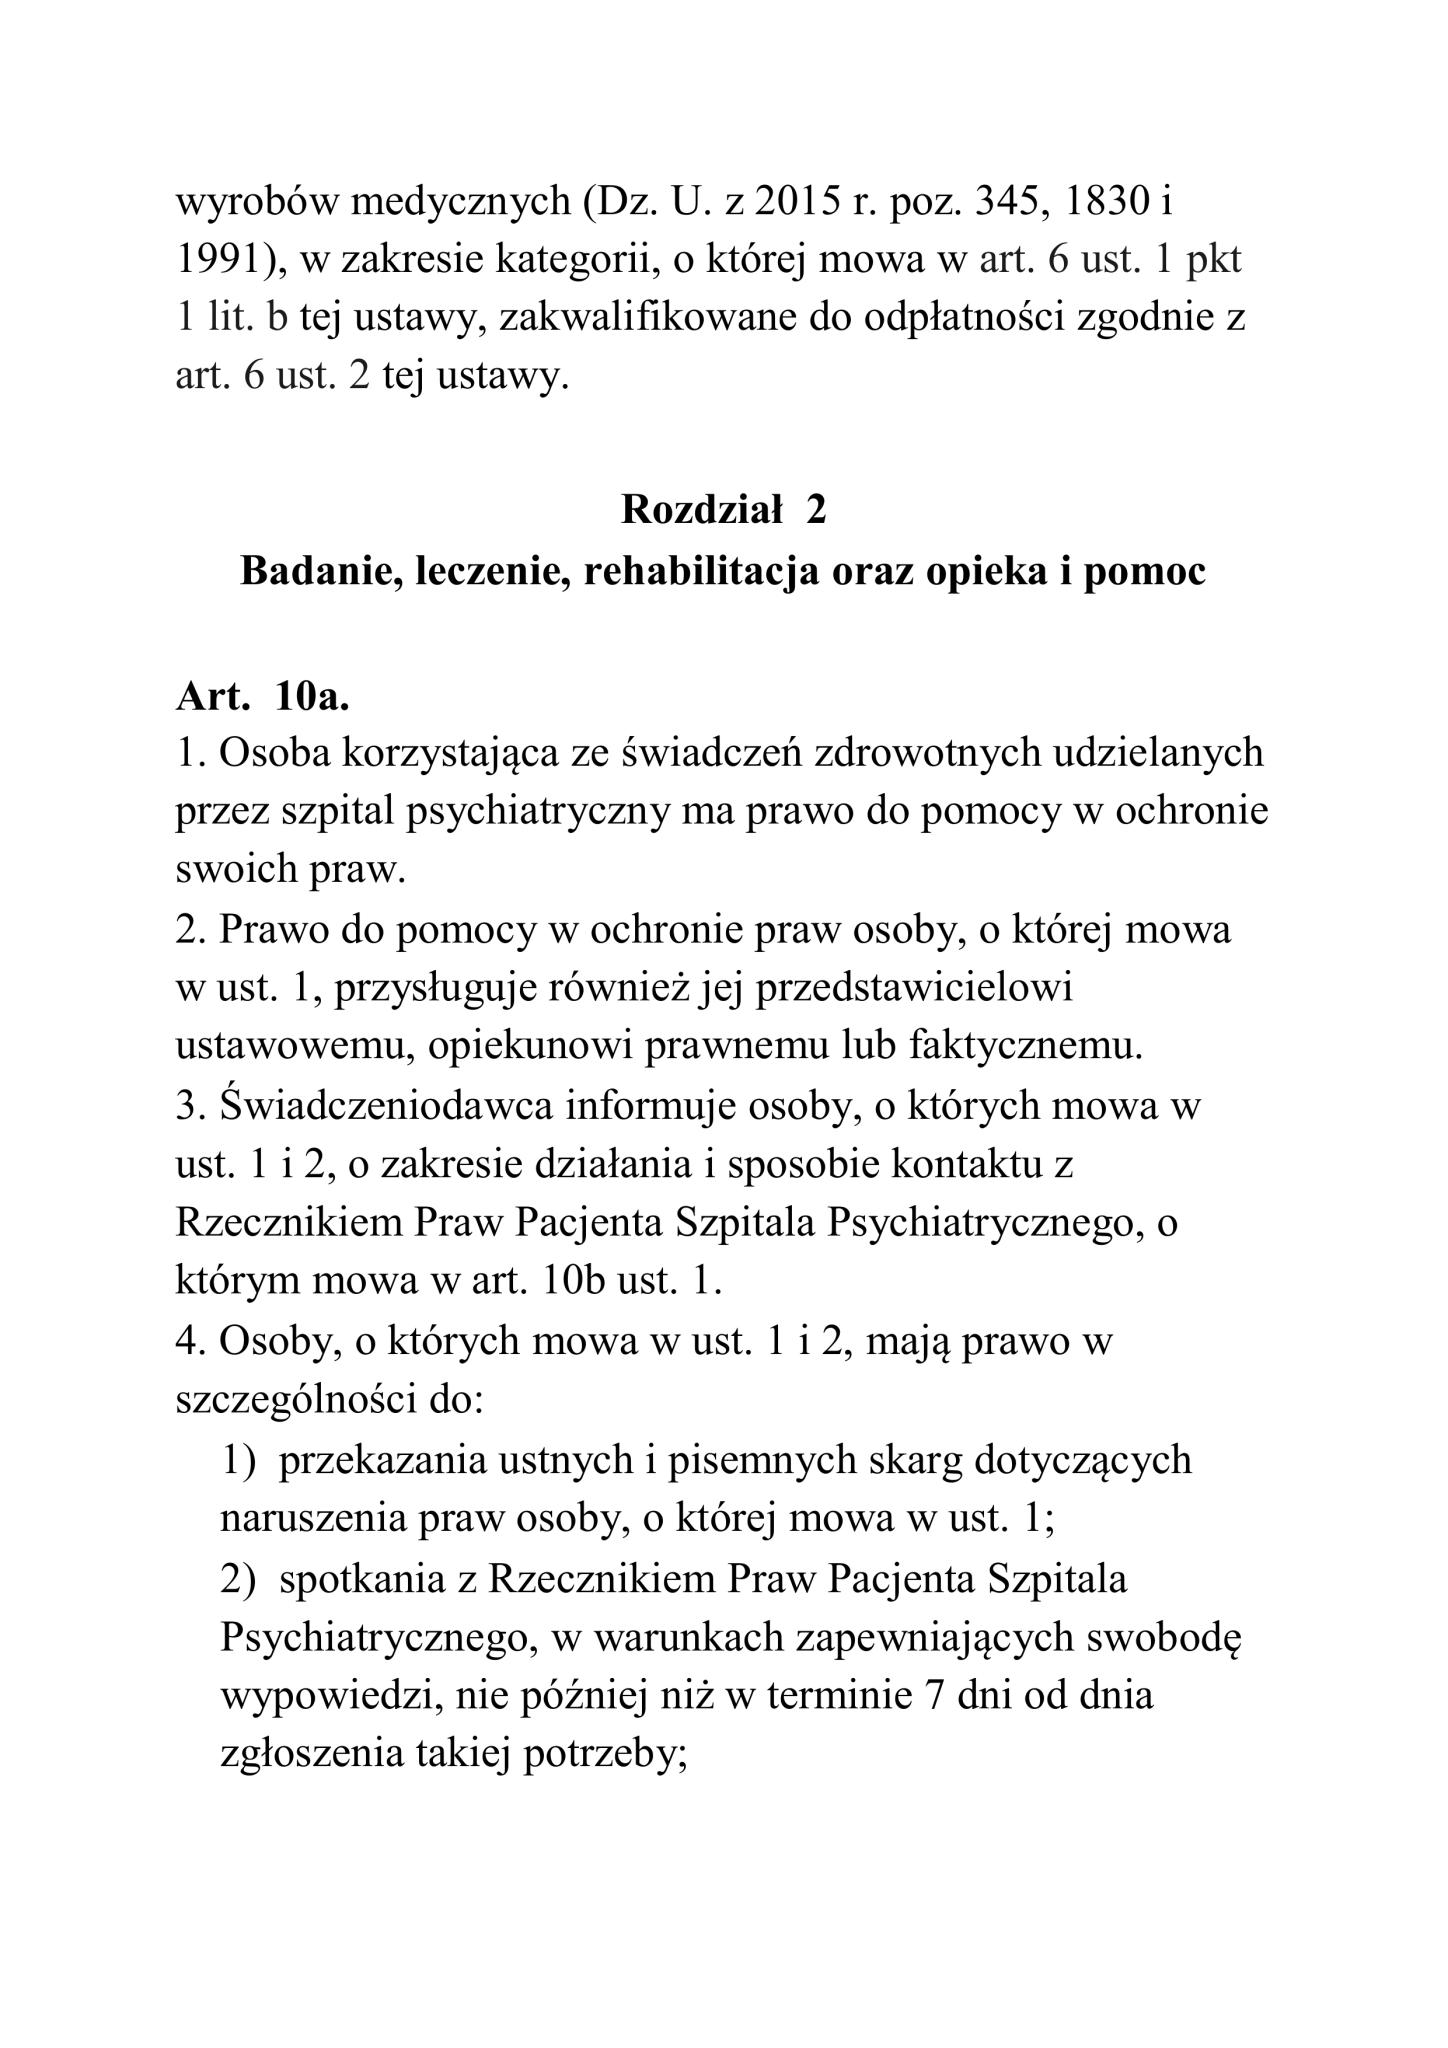 wyrobów medycznych (Dz. U. z 2015 r. poz. 345, 1830 i
1991), w zakresie kategorii, o której mowa w art. 6 ust. 1 pkt
1 lit. b tej ustawy, zakwalifikowane do odpłatności zgodnie z
art. 6 ust. 2 tej ustawy.
Rozdział 2
Badanie, leczenie, rehabilitacja oraz opieka i pomoc
Art. 10a.
1. Osoba korzystająca ze świadczeń zdrowotnych udzielanych
przez szpital psychiatryczny ma prawo do pomocy w ochronie
swoich praw.
2. Prawo do pomocy w ochronie praw osoby, o której mowa
w ust. 1, przysługuje również jej przedstawicielowi
ustawowemu, opiekunowi prawnemu lub faktycznemu.
3. Świadczeniodawca informuje osoby, o których mowa w
ust. 1 i 2, o zakresie działania i sposobie kontaktu z
Rzecznikiem Praw Pacjenta Szpitala Psychiatrycznego, o
którym mowa w art. 10b ust. 1.
4. Osoby, o których mowa w ust. 1 i 2, mają prawo w
szczególności do:
1) przekazania ustnych i pisemnych skarg dotyczących
naruszenia praw osoby, o której mowa w ust. 1;
2) spotkania z Rzecznikiem Praw Pacjenta Szpitala
Psychiatrycznego, w warunkach zapewniających swobodę
wypowiedzi, nie później niż w terminie 7 dni od dnia
zgłoszenia takiej potrzeby;